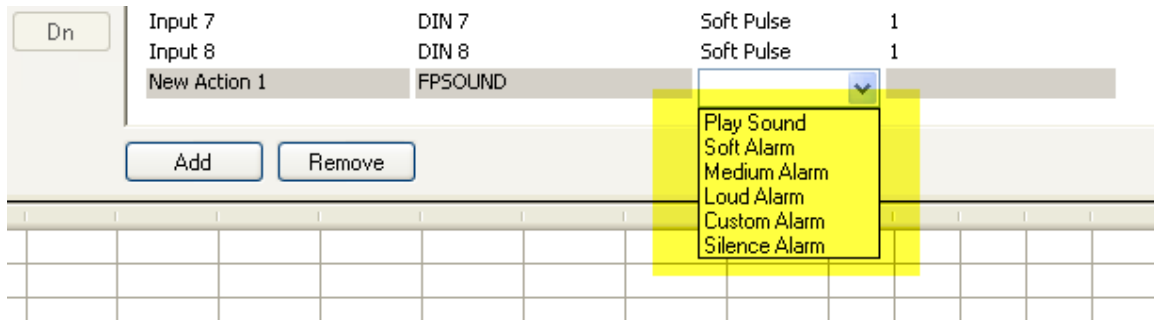 Dn
Input 7 DIN 7 Soft Pulse 1
Input 8 DIN 8 Soft Pulse 1
New Action 1 FPSOUND
Play Sound
Soft Alarm
Medium Alarm
Loud Alarm
Custom Alarm
Silence Alarm
Add Remove